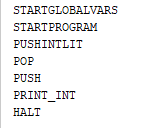 STARTGLOBALVARS
STARTPROGRAM
PUSHINTLIT
POP
PUSH
PRINT_INT
HALT